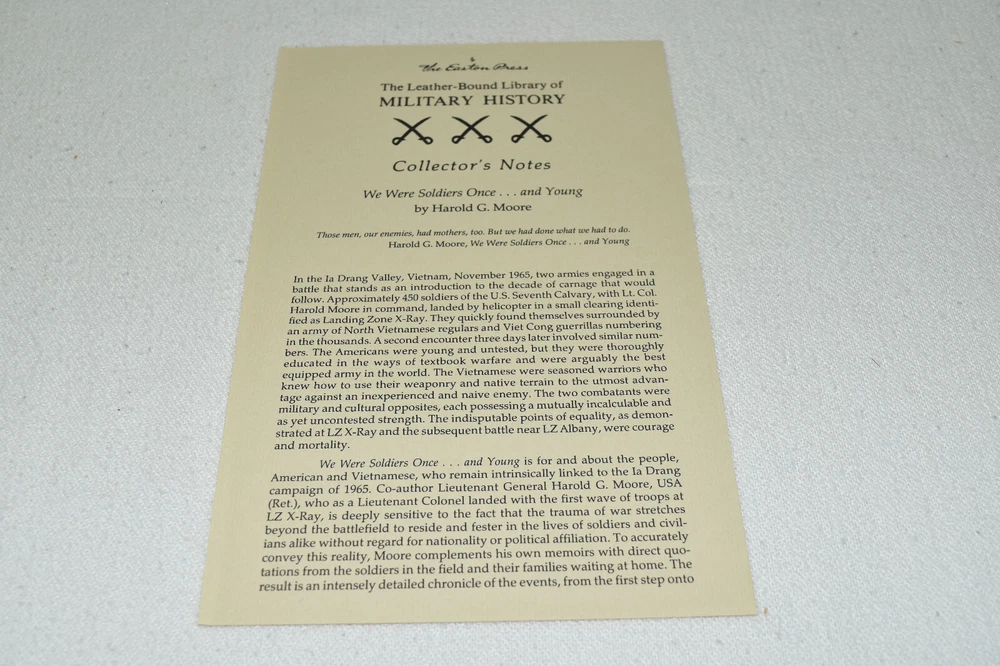 The Easton Press
The Leather-Bound Library of
MILITARY HISTORY
Collector's Notes
We Were Soldiers Once . . . and Young
by Harold G. Moore
Those men, our enemies, had mothers, too. But we had done what we had to do.
Harold G. Moore, We Were Soldiers Once . . . and Young
In the Ia Drang Valley, Vietnam, November 1965, two armies engaged in a
battle that stands as an introduction to the decade of carnage that would
follow. Approximately 450 soldiers of the U.S. Seventh Calvary, with Lt. Col.
Harold Moore in command, landed by helicopter in a small clearing identi-
fied as Landing Zone X-Ray. They quickly found themselves surrounded by
an army of North Vietnamese regulars and Viet Cong guerrillas numbering
in the thousands. A second encounter three days later involved similar num-
bers. The Americans were young and untested, but they were thoroughly
educated in the ways of textbook warfare and were arguably the best
equipped army in the world. The Vietnamese were seasoned warriors who
knew how to use their weaponry and native terrain to the utmost advan-
tage against an inexperienced and naive enemy. The two combatants were
military and cultural opposites, each possessing a mutually incalculable and
as yet uncontested strength. The indisputable points of equality, as demon-
strated at LZ X-Ray and the subsequent battle near LZ Albany, were courage
and mortality.
We Were Soldiers Once . . . and Young is for and about the people,
American and Vietnamese, who remain intrinsically linked to the Ia Drang
campaign of 1965. Co-author Lieutenant General Harold G. Moore, USA
(Ret.), who as a Lieutenant Colonel landed with the first wave of troops at
LZ X-Ray, is deeply sensitive to the fact that the trauma of war stretches
beyond the battlefield to reside and fester in the lives of soldiers and civil-
ians alike without regard for nationality or political affiliation. To accurately
convey this reality, Moore complements his own memoirs with direct quo-
tations from the soldiers in the field and their families waiting at home. The
result is an intensely detailed chronicle of the events, from the first step onto